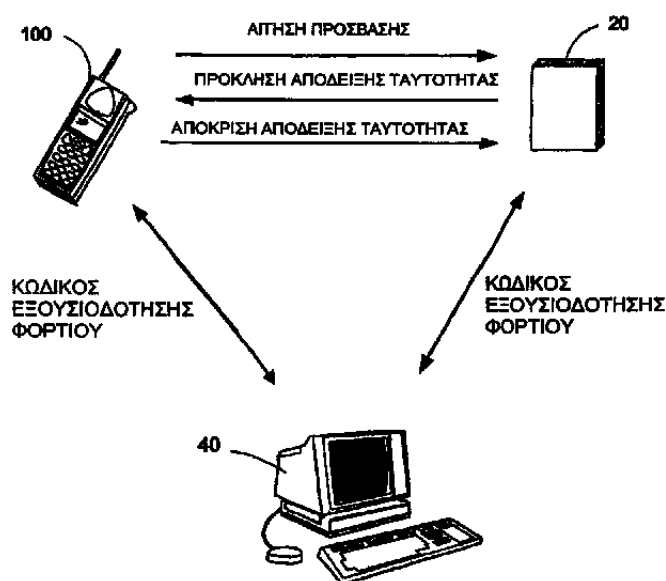 100
ΑΙΤΗΣΗ ΠΡΟΣΒΑΣΗΣ
20
ΠΡΟΚΛΗΣΗ ΑΠΟΔΕΙΞΗΣ ΤΑΥΤΟΤΗΤΑΣ
ΑΠΟΚΡΙΣΗ ΑΠΟΔΕΙΞΗΣ ΤΑΥΤΟΤΗΤΑΣ
ΚΩΔΙΚΟΣ
ΕΞΟΥΣΙΟΔΟΤΗΣΗΣ
ΦΟΡΤΙΟΥ
ΚΩΔΙΚΟΣ
ΕΞΟΥΣΙΟΔΟΤΗΣΗΣ
ΦΟΡΤΙΟΥ
40